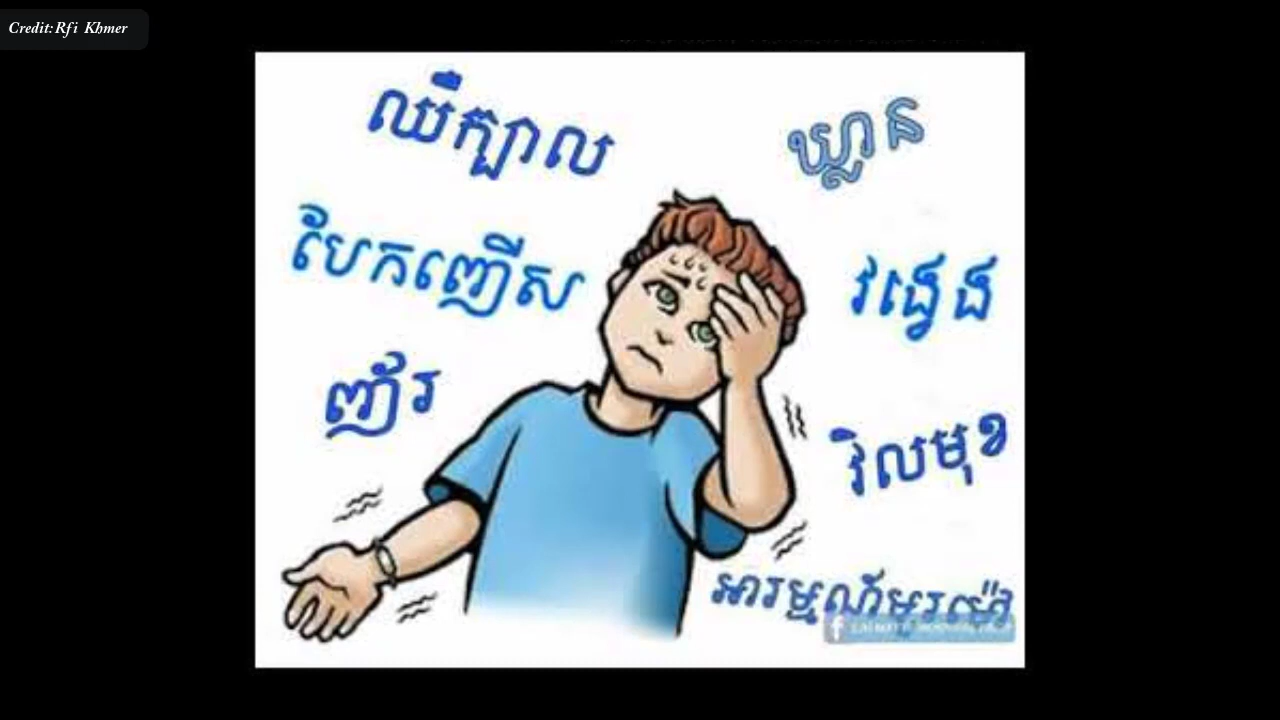 Credit:Rfi Khmer
ឈឺក្បាល
ឃ្លាន
បែកញើស
វង្វេង
ញ័រ
វិលមុខ
អារម្មណ៍មួរម៉ៅ